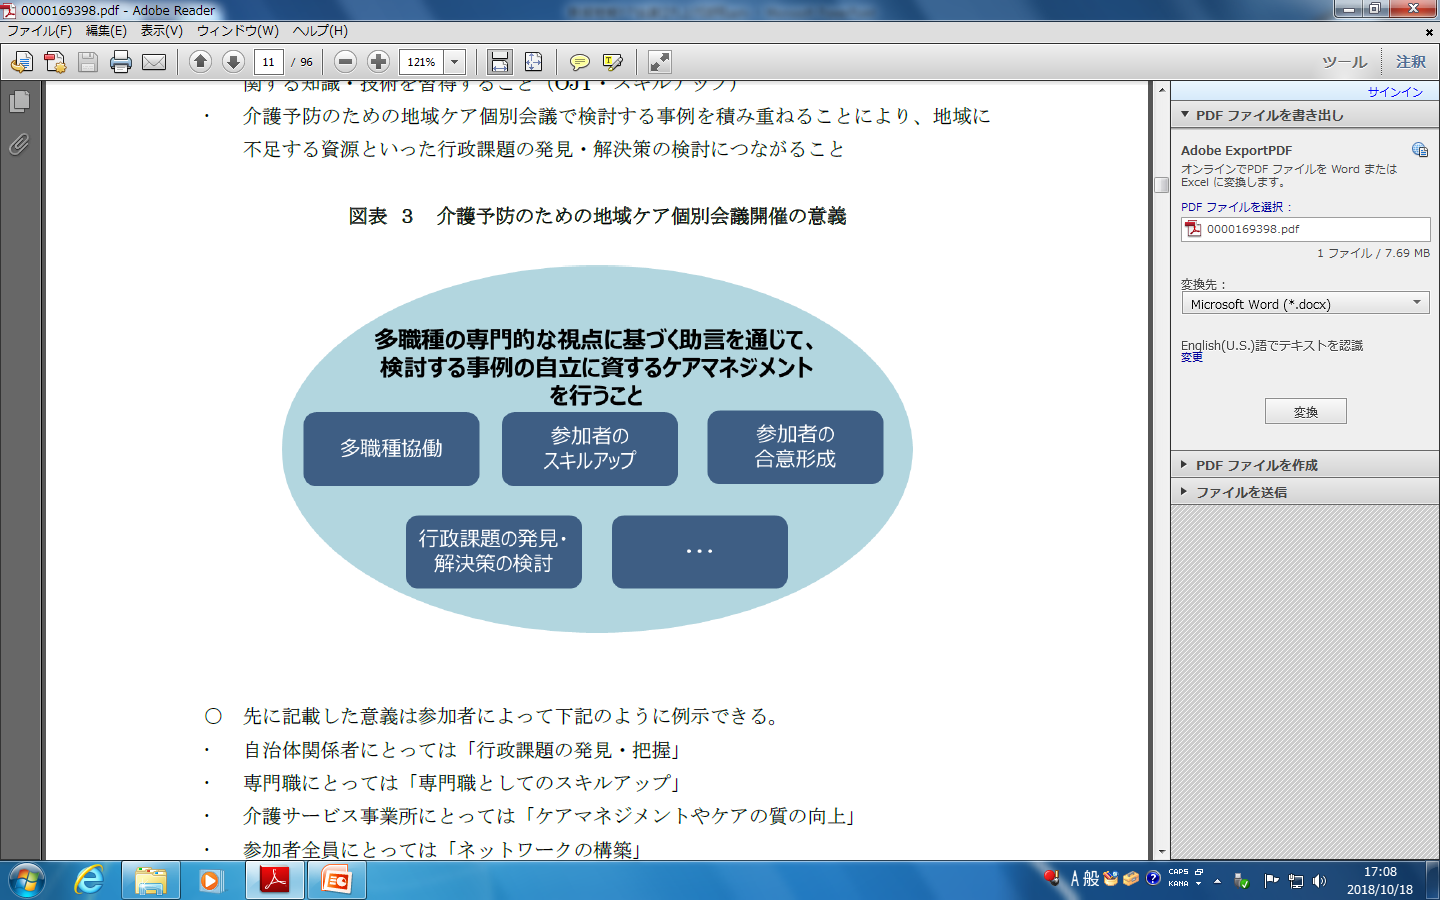 0000169398.pdf - Adobe Reader
ファイル(F) 編集(E) 表示(V) ウィンドウ(W) ヘルプ(H)
11 / 96 121% ツール 注釈
関する知識・技術を習得すること（OJT・スキルアップ）
・ 介護予防のための地域ケア個別会議で検討する事例を積み重ねることにより、地域に
不足する資源といった行政課題の発見・解決策の検討につながること
図表 3 介護予防のための地域ケア個別会議開催の意義
多職種の専門的な視点に基づく助言を通じて、
検討する事例の自立に資するケアマネジメント
を行うこと
多職種協働
参加者の
スキルアップ
参加者の
合意形成
行政課題の発見・
解決策の検討
・・・
○ 先に記載した意義は参加者によって下記のように例示できる。
・ 自治体関係者にとっては「行政課題の発見・把握」
・ 専門職にとっては「専門職としてのスキルアップ」
・ 介護サービス事業所にとっては「ケアマネジメントやケアの質の向上」
・ 参加者全員にとっては「ネットワークの構築」
サインイン
PDF ファイルを書き出し
Adobe ExportPDF
オンラインでPDF ファイルを Word または
Excel に変換します。
PDF ファイルを選択：
0000169398.pdf
1 ファイル / 7.69 MB
変換先：
Microsoft Word (*.docx)
English(U.S.)語でテキストを認識
変更
変換
PDF ファイルを作成
ファイルを送信
A 般
CAPS
KANA
17:08
2018/10/18